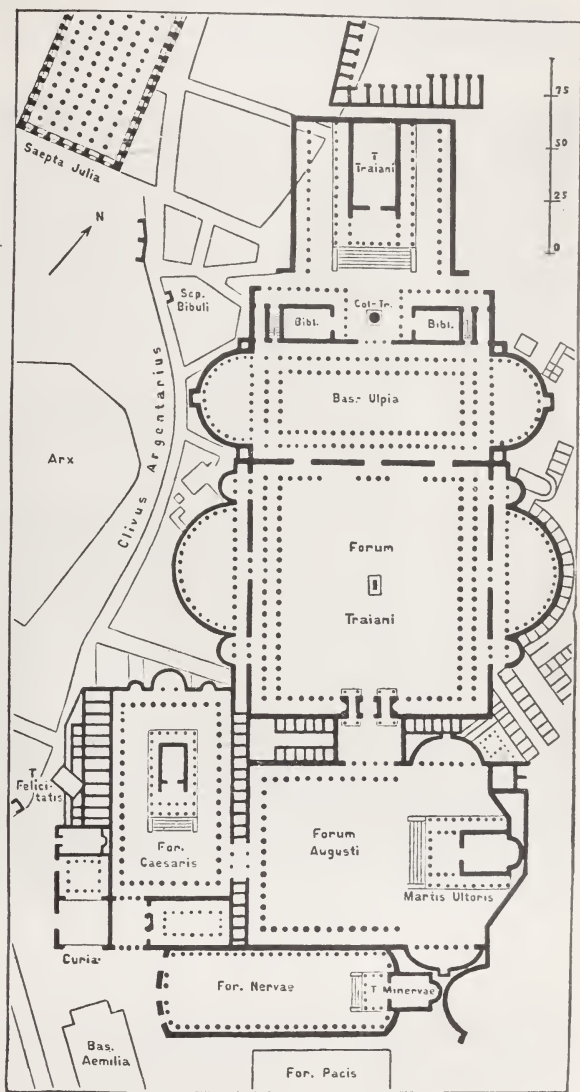 75
50
25
0
T
Traiani
Saepta Julia
N
Scp.
Bibuli
Col-Tr.
Bibl.
Bibl.
Bas.- Ulpia
Arx
Clivus Argentarius
Forum
Traiani
T
Felici-
tatis
For.
Caesaris
Forum
Augusti
Martis Ultoris
Curia
For. Nervae
T Minervae
Bas.
Aemilia
For. Pacis